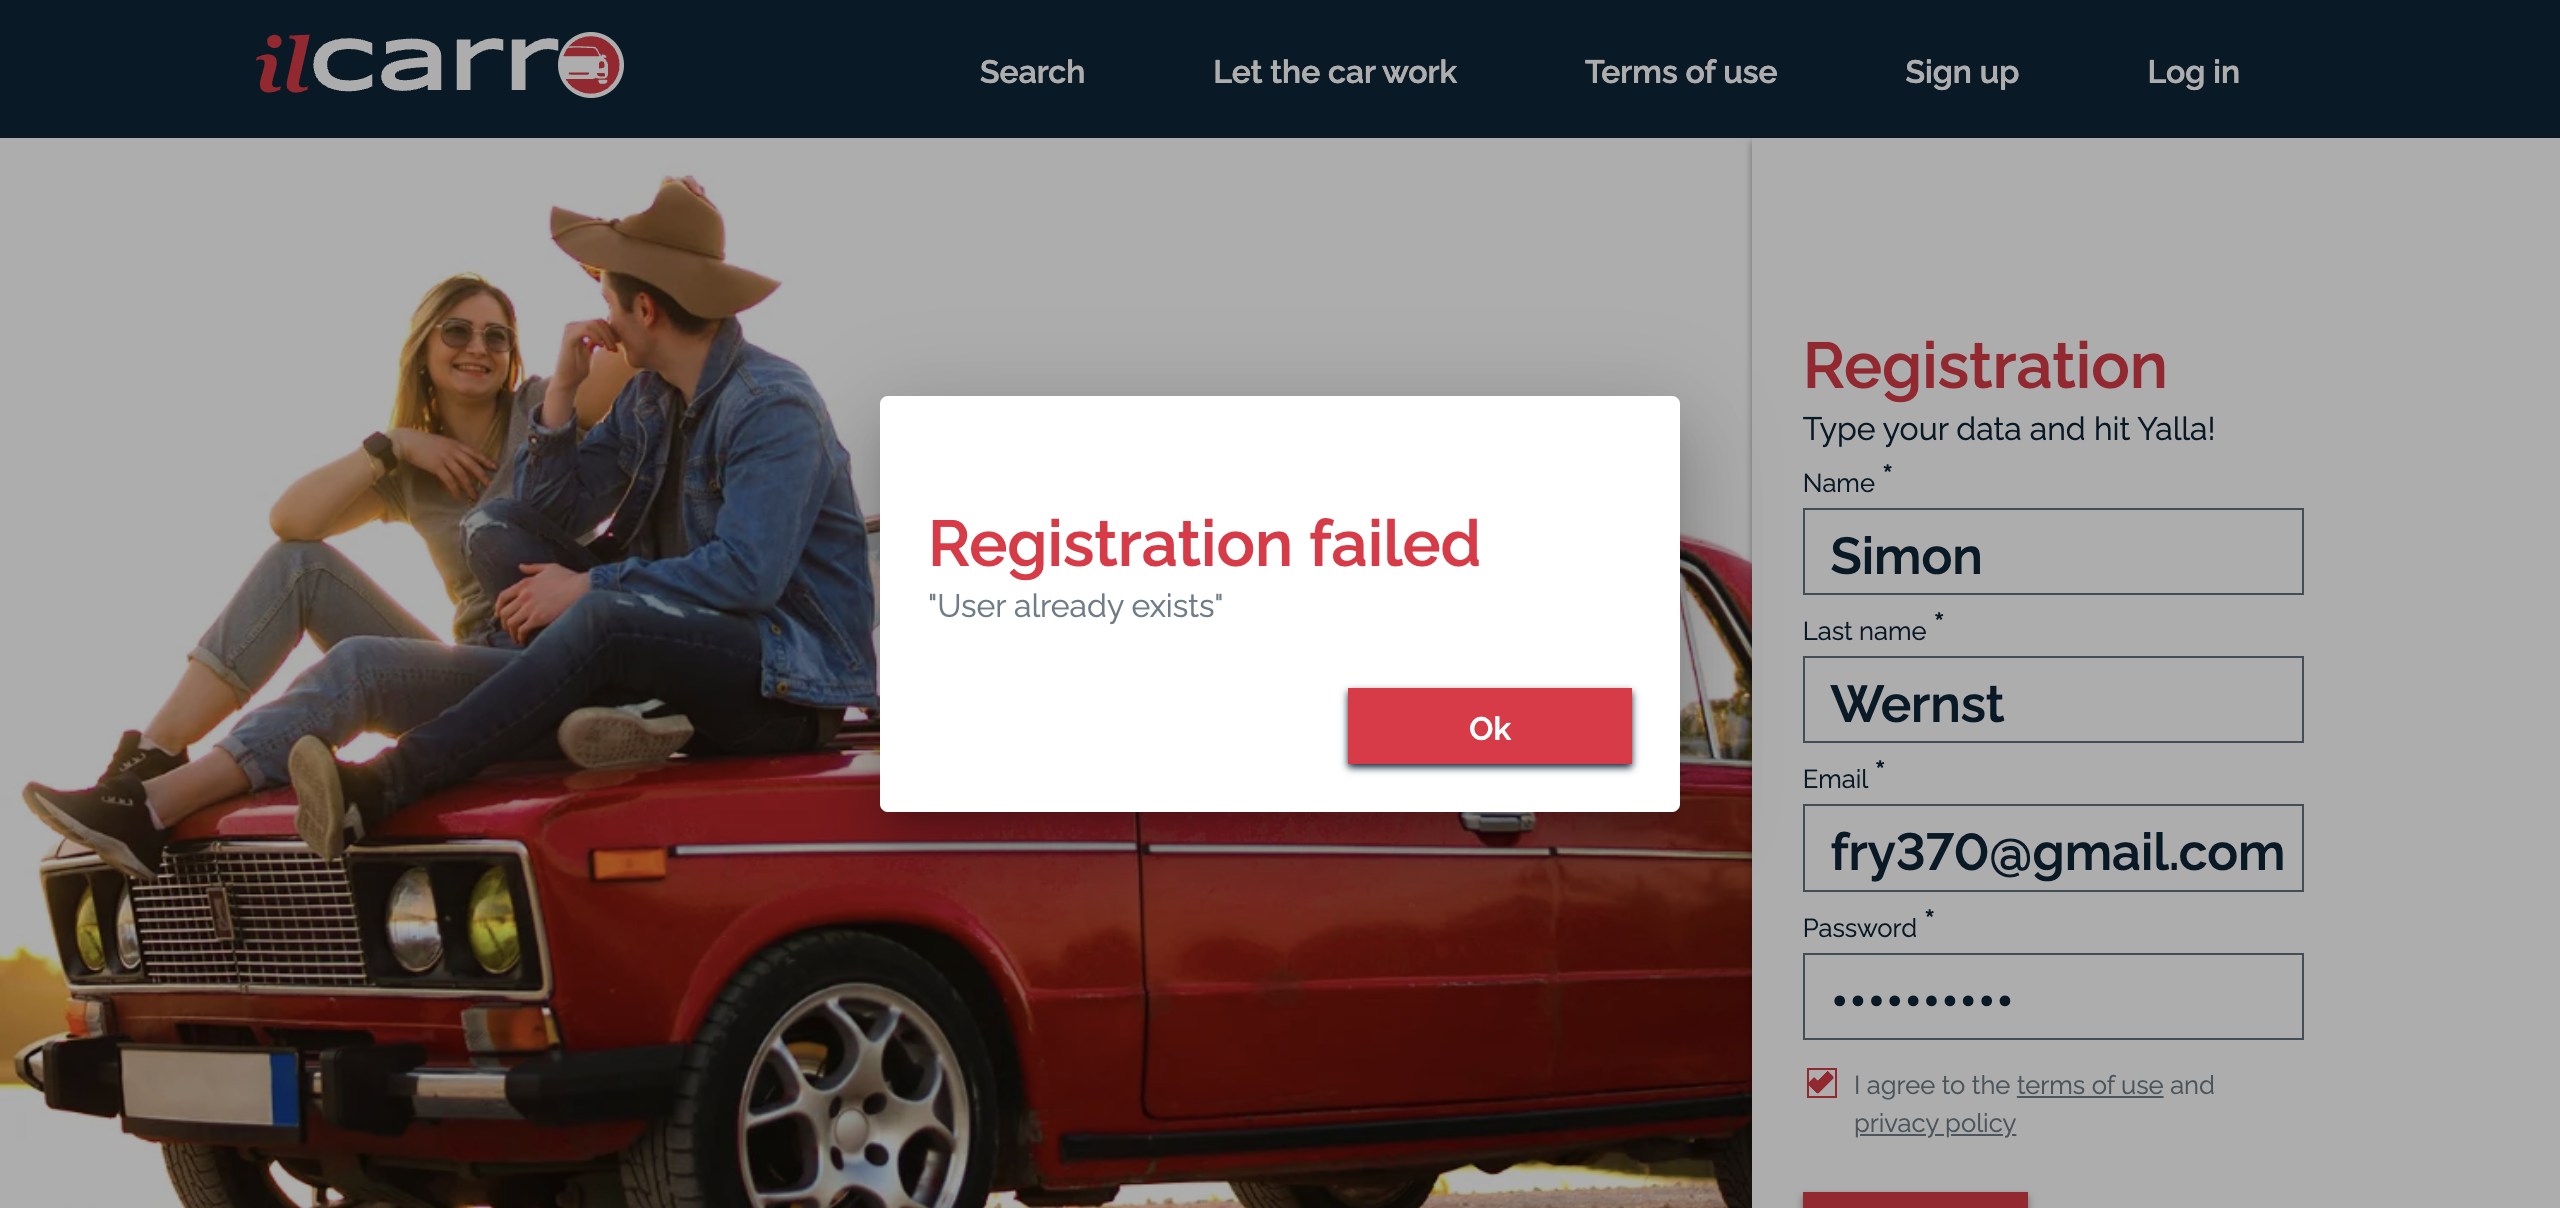 ilcarro
Search
Let the car work
Terms of use
Sign up
Log in
Registration failed
"User already exists"
Ok
Registration
Type your data and hit Yalla!
Name *
Simon
Last name *
Wernst
Email *
fry370@gmail.com
Password *
••••••••••
I agree to the terms of use and
privacy policy